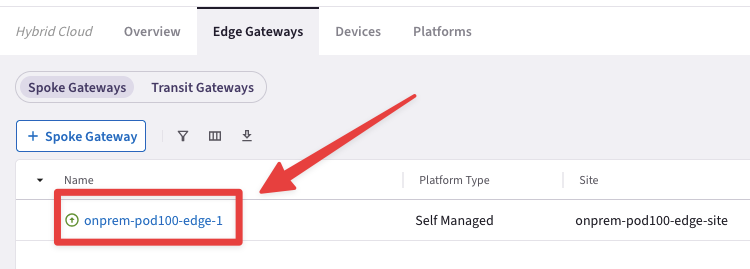 Hybrid Cloud Overview Edge Gateways Devices Platforms
Spoke Gateways Transit Gateways
+ Spoke Gateway
Name Platform Type Site
onprem-pod100-edge-1 Self Managed onprem-pod100-edge-site